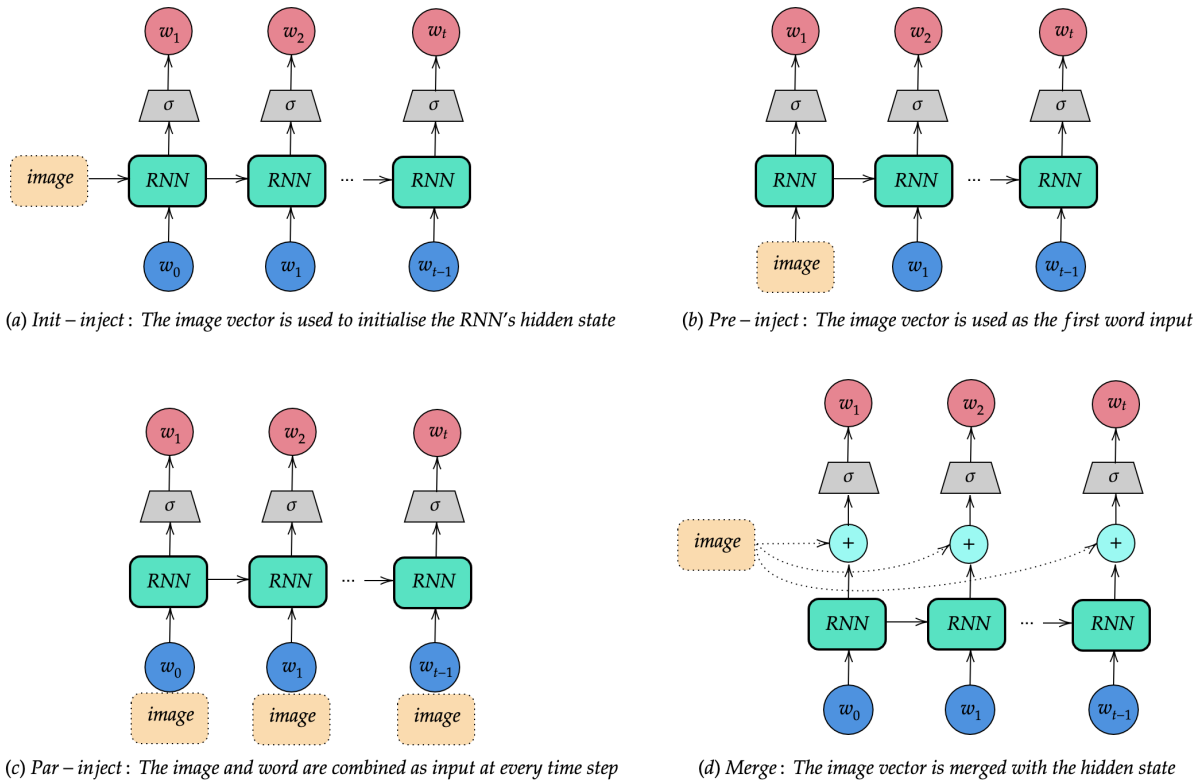 w1 w2 wt
σ σ σ
image RNN RNN ... RNN
w0 w1 wt−1
(a) Init − inject : The image vector is used to initialise the RNN's hidden state
w1 w2 wt
σ σ σ
RNN RNN ... RNN
image w1 wt−1
(b) Pre − inject : The image vector is used as the first word input
w1 w2 wt
σ σ σ
RNN RNN ... RNN
w0 w1 wt−1
image image image
(c) Par − inject : The image and word are combined as input at every time step
w1 w2 wt
σ σ σ
image + + +
RNN RNN ... RNN
w0 w1 wt−1
(d) Merge : The image vector is merged with the hidden state